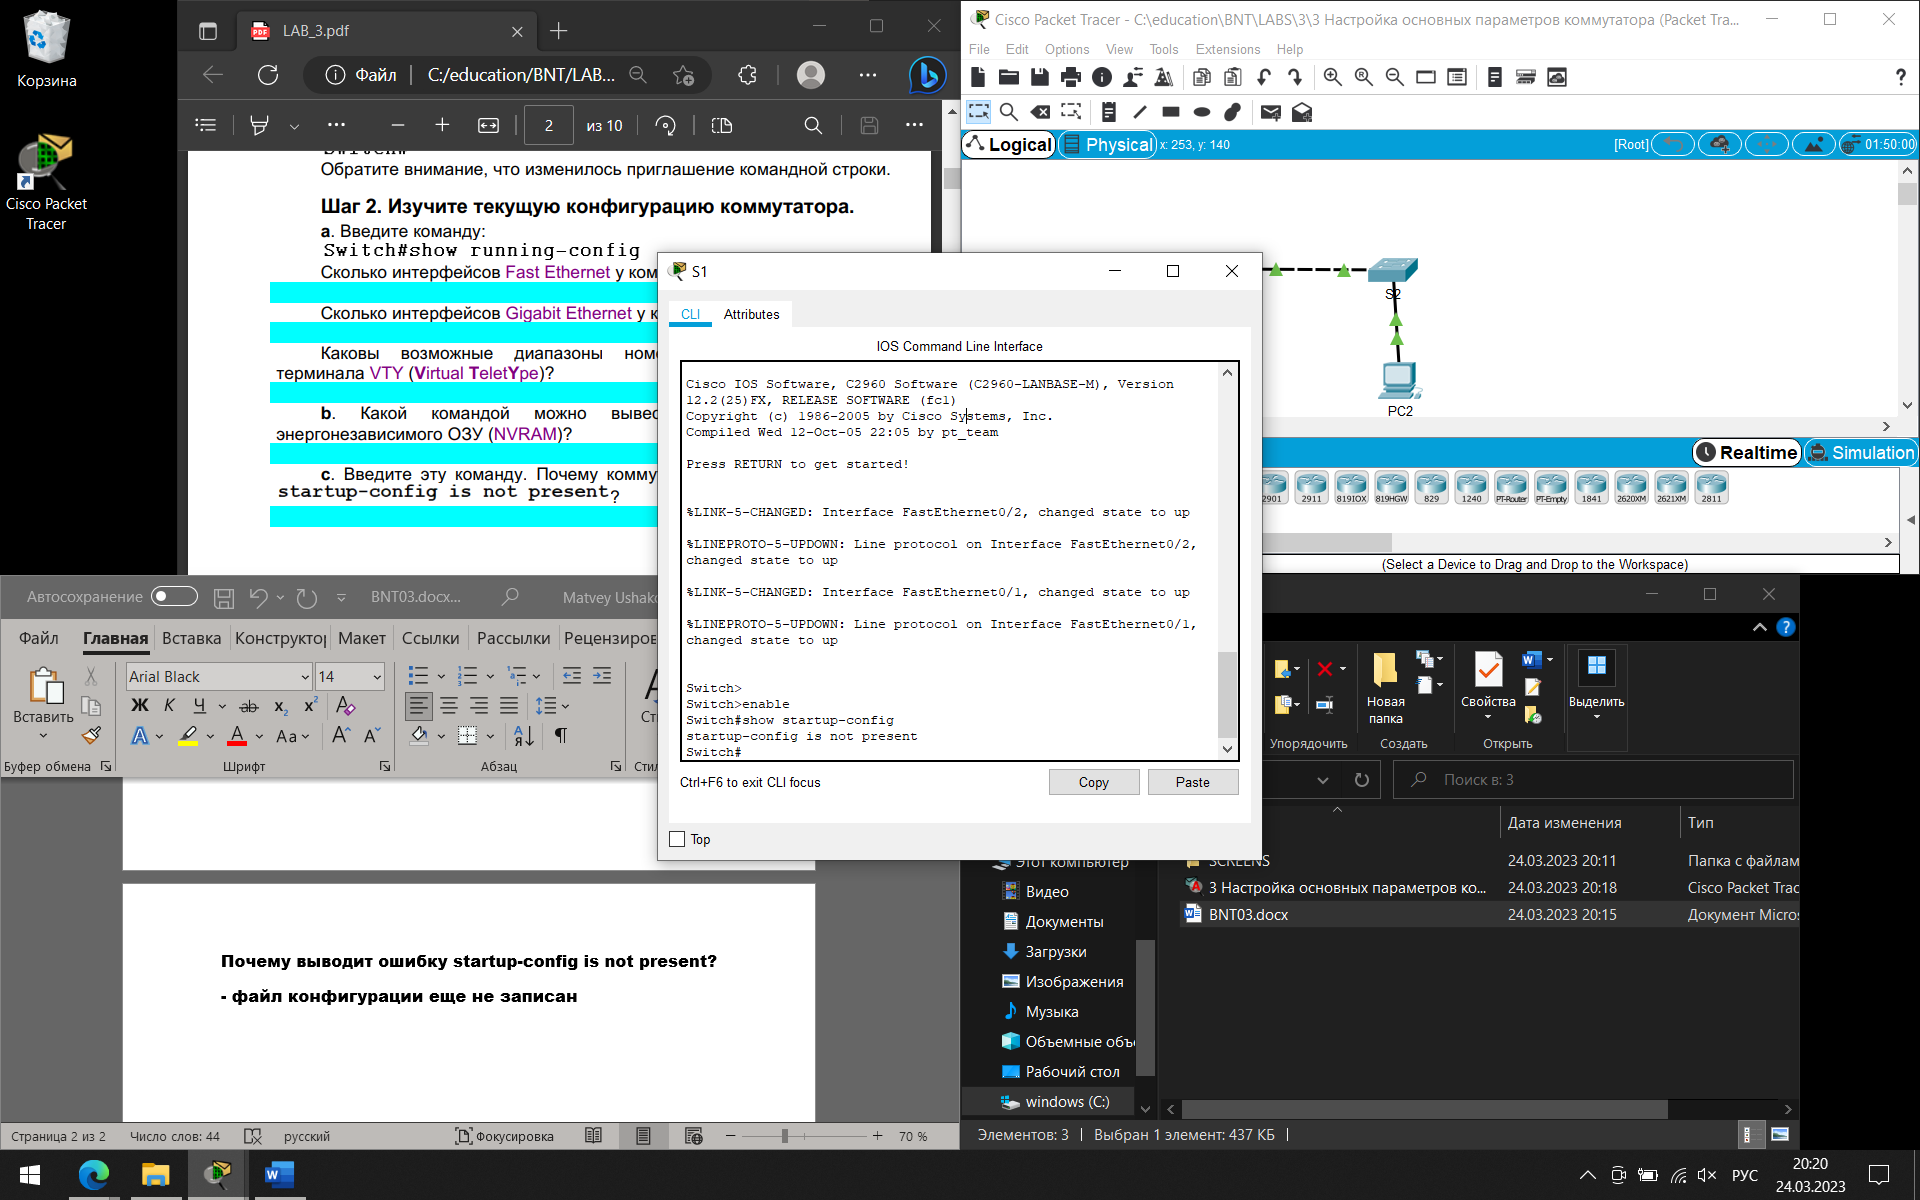 Корзина
Cisco Packet
Tracer
LAB_3.pdf
Файл
C:/education/BNT/LAB...
2
из 10
Обратите внимание, что изменилось приглашение командной строки.
Шаг 2. Изучите текущую конфигурацию коммутатора.
a. Введите команду:
Switch#show running-config
Сколько интерфейсов Fast Ethernet у ком
Сколько интерфейсов Gigabit Ethernet у к
Каковы возможные диапазоны номе
терминала VTY (Virtual TeletYpe)?
b. Какой командой можно вывес
энергонезависимого ОЗУ (NVRAM)?
c. Введите эту команду. Почему комму
startup-config is not present?
Cisco Packet Tracer - C:\education\BNT\LABS\3\3 Настройка основных параметров коммутатора (Packet Tra...
File Edit Options View Tools Extensions Help
?
Logical
Physical
x: 253, y: 140
[Root]
01:50:00
S2
PC2
Realtime
Simulation
2901 2911 819IOX 819HGW 829 1240 PT-Router PT-Empty 1841 2620XM 2621XM 2811
(Select a Device to Drag and Drop to the Workspace)
S1
CLI
Attributes
IOS Command Line Interface
Cisco IOS Software, C2960 Software (C2960-LANBASE-M), Version
12.2(25)FX, RELEASE SOFTWARE (fc1)
Copyright (c) 1986-2005 by Cisco Systems, Inc.
Compiled Wed 12-Oct-05 22:05 by pt_team
Press RETURN to get started!
%LINK-5-CHANGED: Interface FastEthernet0/2, changed state to up
%LINEPROTO-5-UPDOWN: Line protocol on Interface FastEthernet0/2,
changed state to up
%LINK-5-CHANGED: Interface FastEthernet0/1, changed state to up
%LINEPROTO-5-UPDOWN: Line protocol on Interface FastEthernet0/1,
changed state to up
Switch>
Switch>enable
Switch#show startup-config
startup-config is not present
Switch#
Ctrl+F6 to exit CLI focus
Copy
Paste
Top
Автосохранение
BNT03.docx...
Matvey Ushako
Файл Главная Вставка Конструктор Макет Ссылки Рассылки Рецензиров
Arial Black
14
Вставить
Ж К Ч
Буфер обмена
Шрифт
Абзац
Стил
Почему выводит ошибку startup-config is not present?
- файл конфигурации еще не записан
Страница 2 из 2
Число слов: 44
русский
Фокусировка
70 %
Новая
папка
Свойства
Выделить
Упорядочить
Создать
Открыть
Поиск в: 3
Дата изменения
Тип
Этот компьютер
Видео
Документы
Загрузки
Изображения
Музыка
Объемные объ
Рабочий стол
windows (C:)
SCREENS
24.03.2023 20:11
Папка с файлам
3 Настройка основных параметров ко...
24.03.2023 20:18
Cisco Packet Trac
BNT03.docx
24.03.2023 20:15
Документ Micros
Элементов: 3
Выбран 1 элемент: 437 КБ
РУС
20:20
24.03.2023